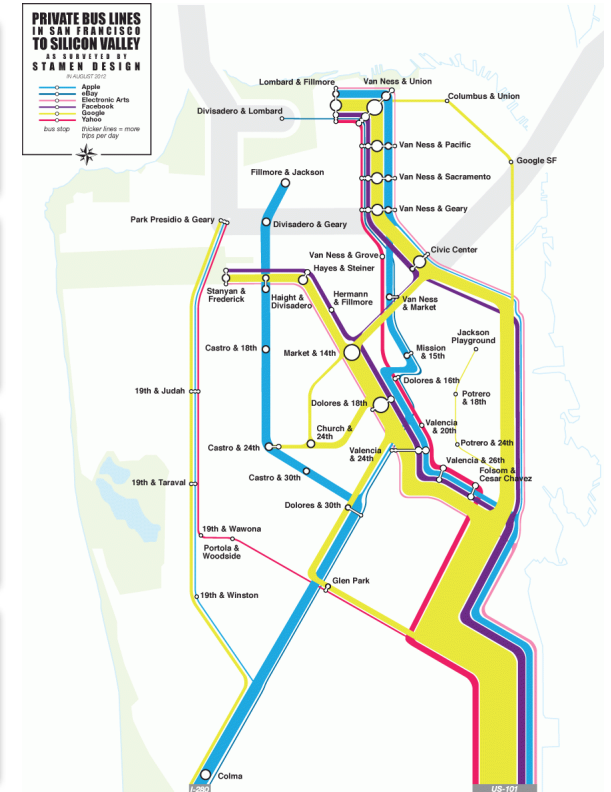 PRIVATE BUS LINES
IN SAN FRANCISCO
TO SILICON VALLEY
AS SURVEYED BY
STAMEN DESIGN
IN AUGUST 2012
Apple
eBay
Electronic Arts
Facebook
Google
Yahoo
bus stop
thicker lines = more
trips per day
Lombard & Fillmore
Van Ness & Union
Columbus & Union
Divisadero & Lombard
Van Ness & Pacific
Google SF
Fillmore & Jackson
Van Ness & Sacramento
Park Presidio & Geary
Divisadero & Geary
Van Ness & Geary
Civic Center
Van Ness & Grove
Hayes & Steiner
Stanyan &
Frederick
Haight &
Divisadero
Hermann
& Fillmore
Van Ness
& Market
Jackson
Playground
Castro & 18th
Market & 14th
Mission
& 15th
Dolores & 16th
19th & Judah
Potrero
& 18th
Dolores & 18th
Church &
24th
Valencia
& 20th
Castro & 24th
Valencia
& 24th
Potrero & 24th
Valencia & 26th
Folsom &
Cesar Chavez
Castro & 30th
19th & Taraval
Dolores & 30th
19th & Wawona
Portola &
Woodside
Glen Park
19th & Winston
Colma
I-280
US-101